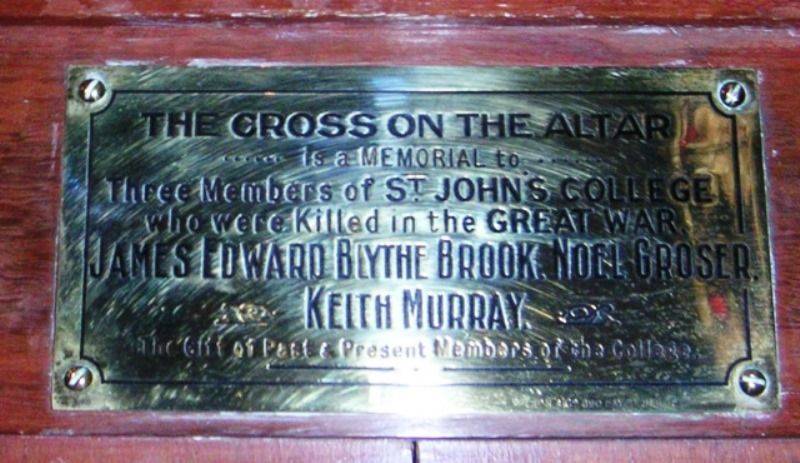 THE CROSS ON THE ALTAR
Is a MEMORIAL to
Three Members of ST. JOHN'S COLLEGE
who were Killed in the GREAT WAR.
JAMES EDWARD BLYTHE BROOK, NOEL GROSER,
KEITH MURRAY.
The Gift of Past & Present Members of the College.